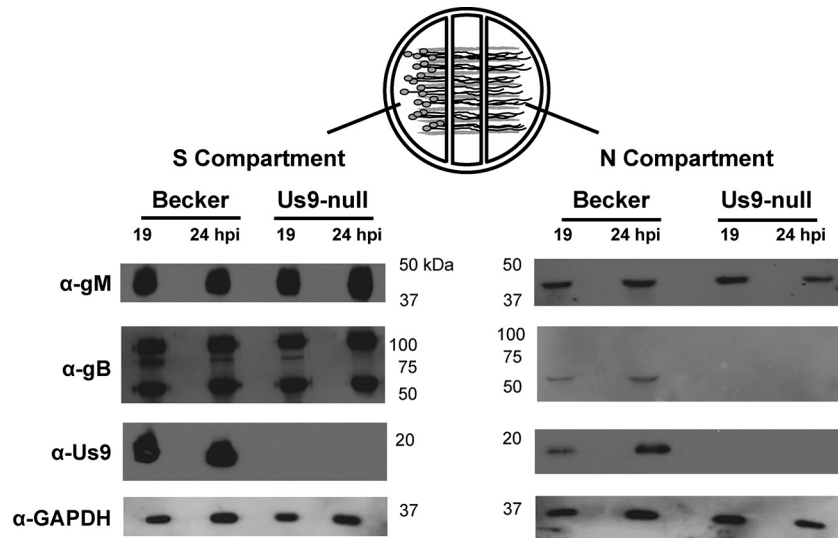 S Compartment
N Compartment
Becker Us9-null
19 24 hpi 19 24 hpi
Becker Us9-null
19 24 hpi 19 24 hpi
α-gM
50 kDa
37
50
37
α-gB
100
75
50
100
75
50
α-Us9
20
20
α-GAPDH
37
37